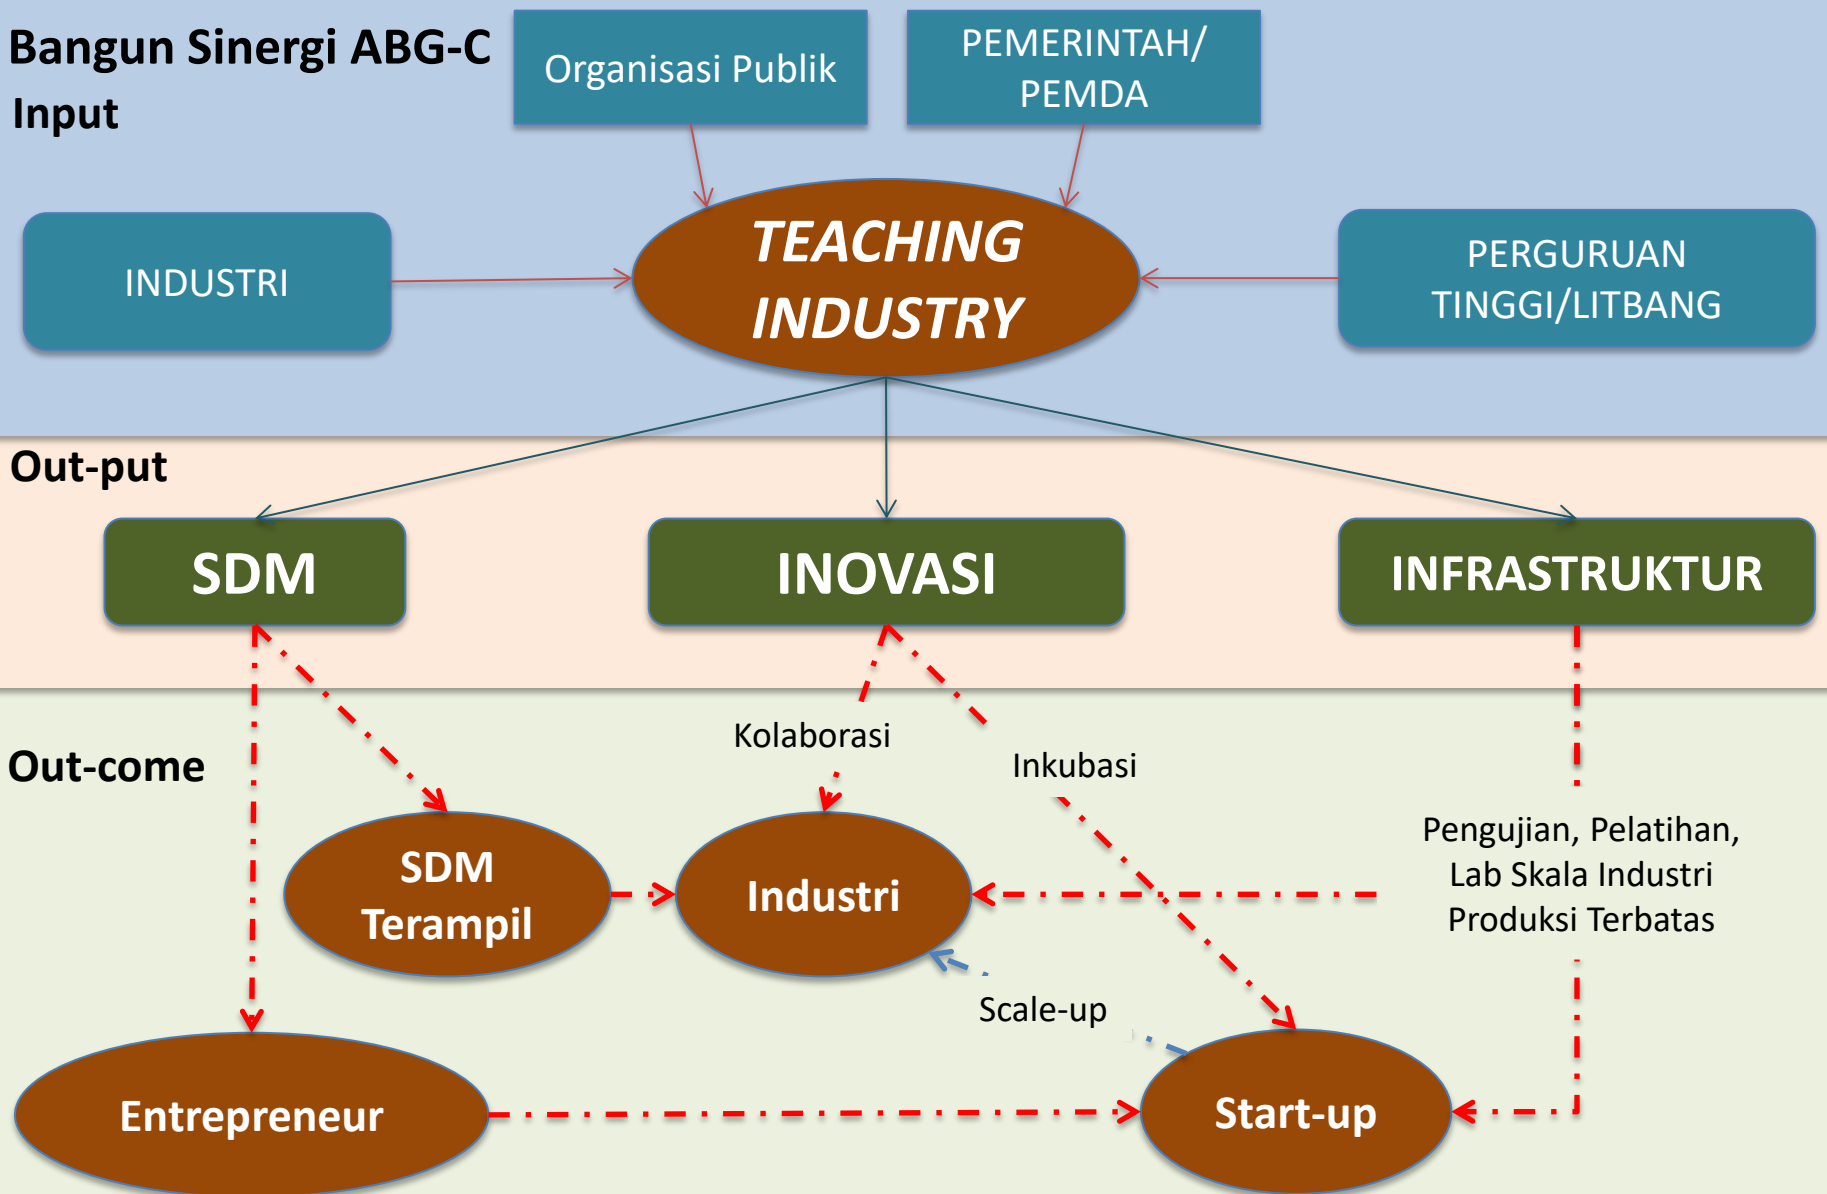 Bangun Sinergi ABG-C
Input
Organisasi Publik
PEMERINTAH/
PEMDA
INDUSTRI
TEACHING
INDUSTRY
PERGURUAN
TINGGI/LITBANG
Out-put
SDM
INOVASI
INFRASTRUKTUR
Out-come
Kolaborasi
Inkubasi
Pengujian, Pelatihan,
Lab Skala Industri
Produksi Terbatas
SDM
Terampil
Industri
Scale-up
Entrepreneur
Start-up